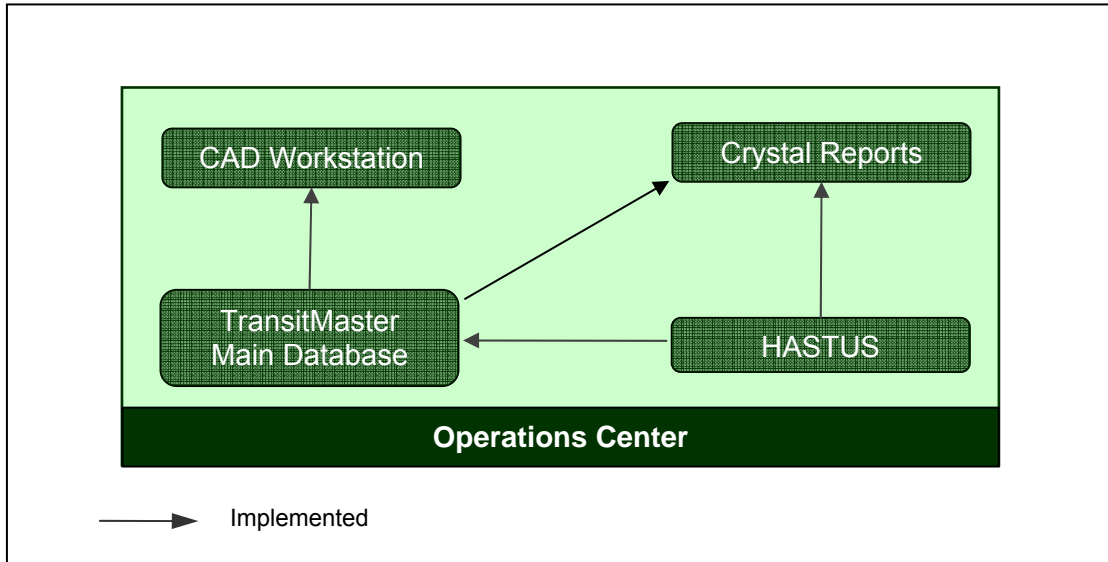 CAD Workstation
Crystal Reports
TransitMaster
Main Database
HASTUS
Operations Center
Implemented